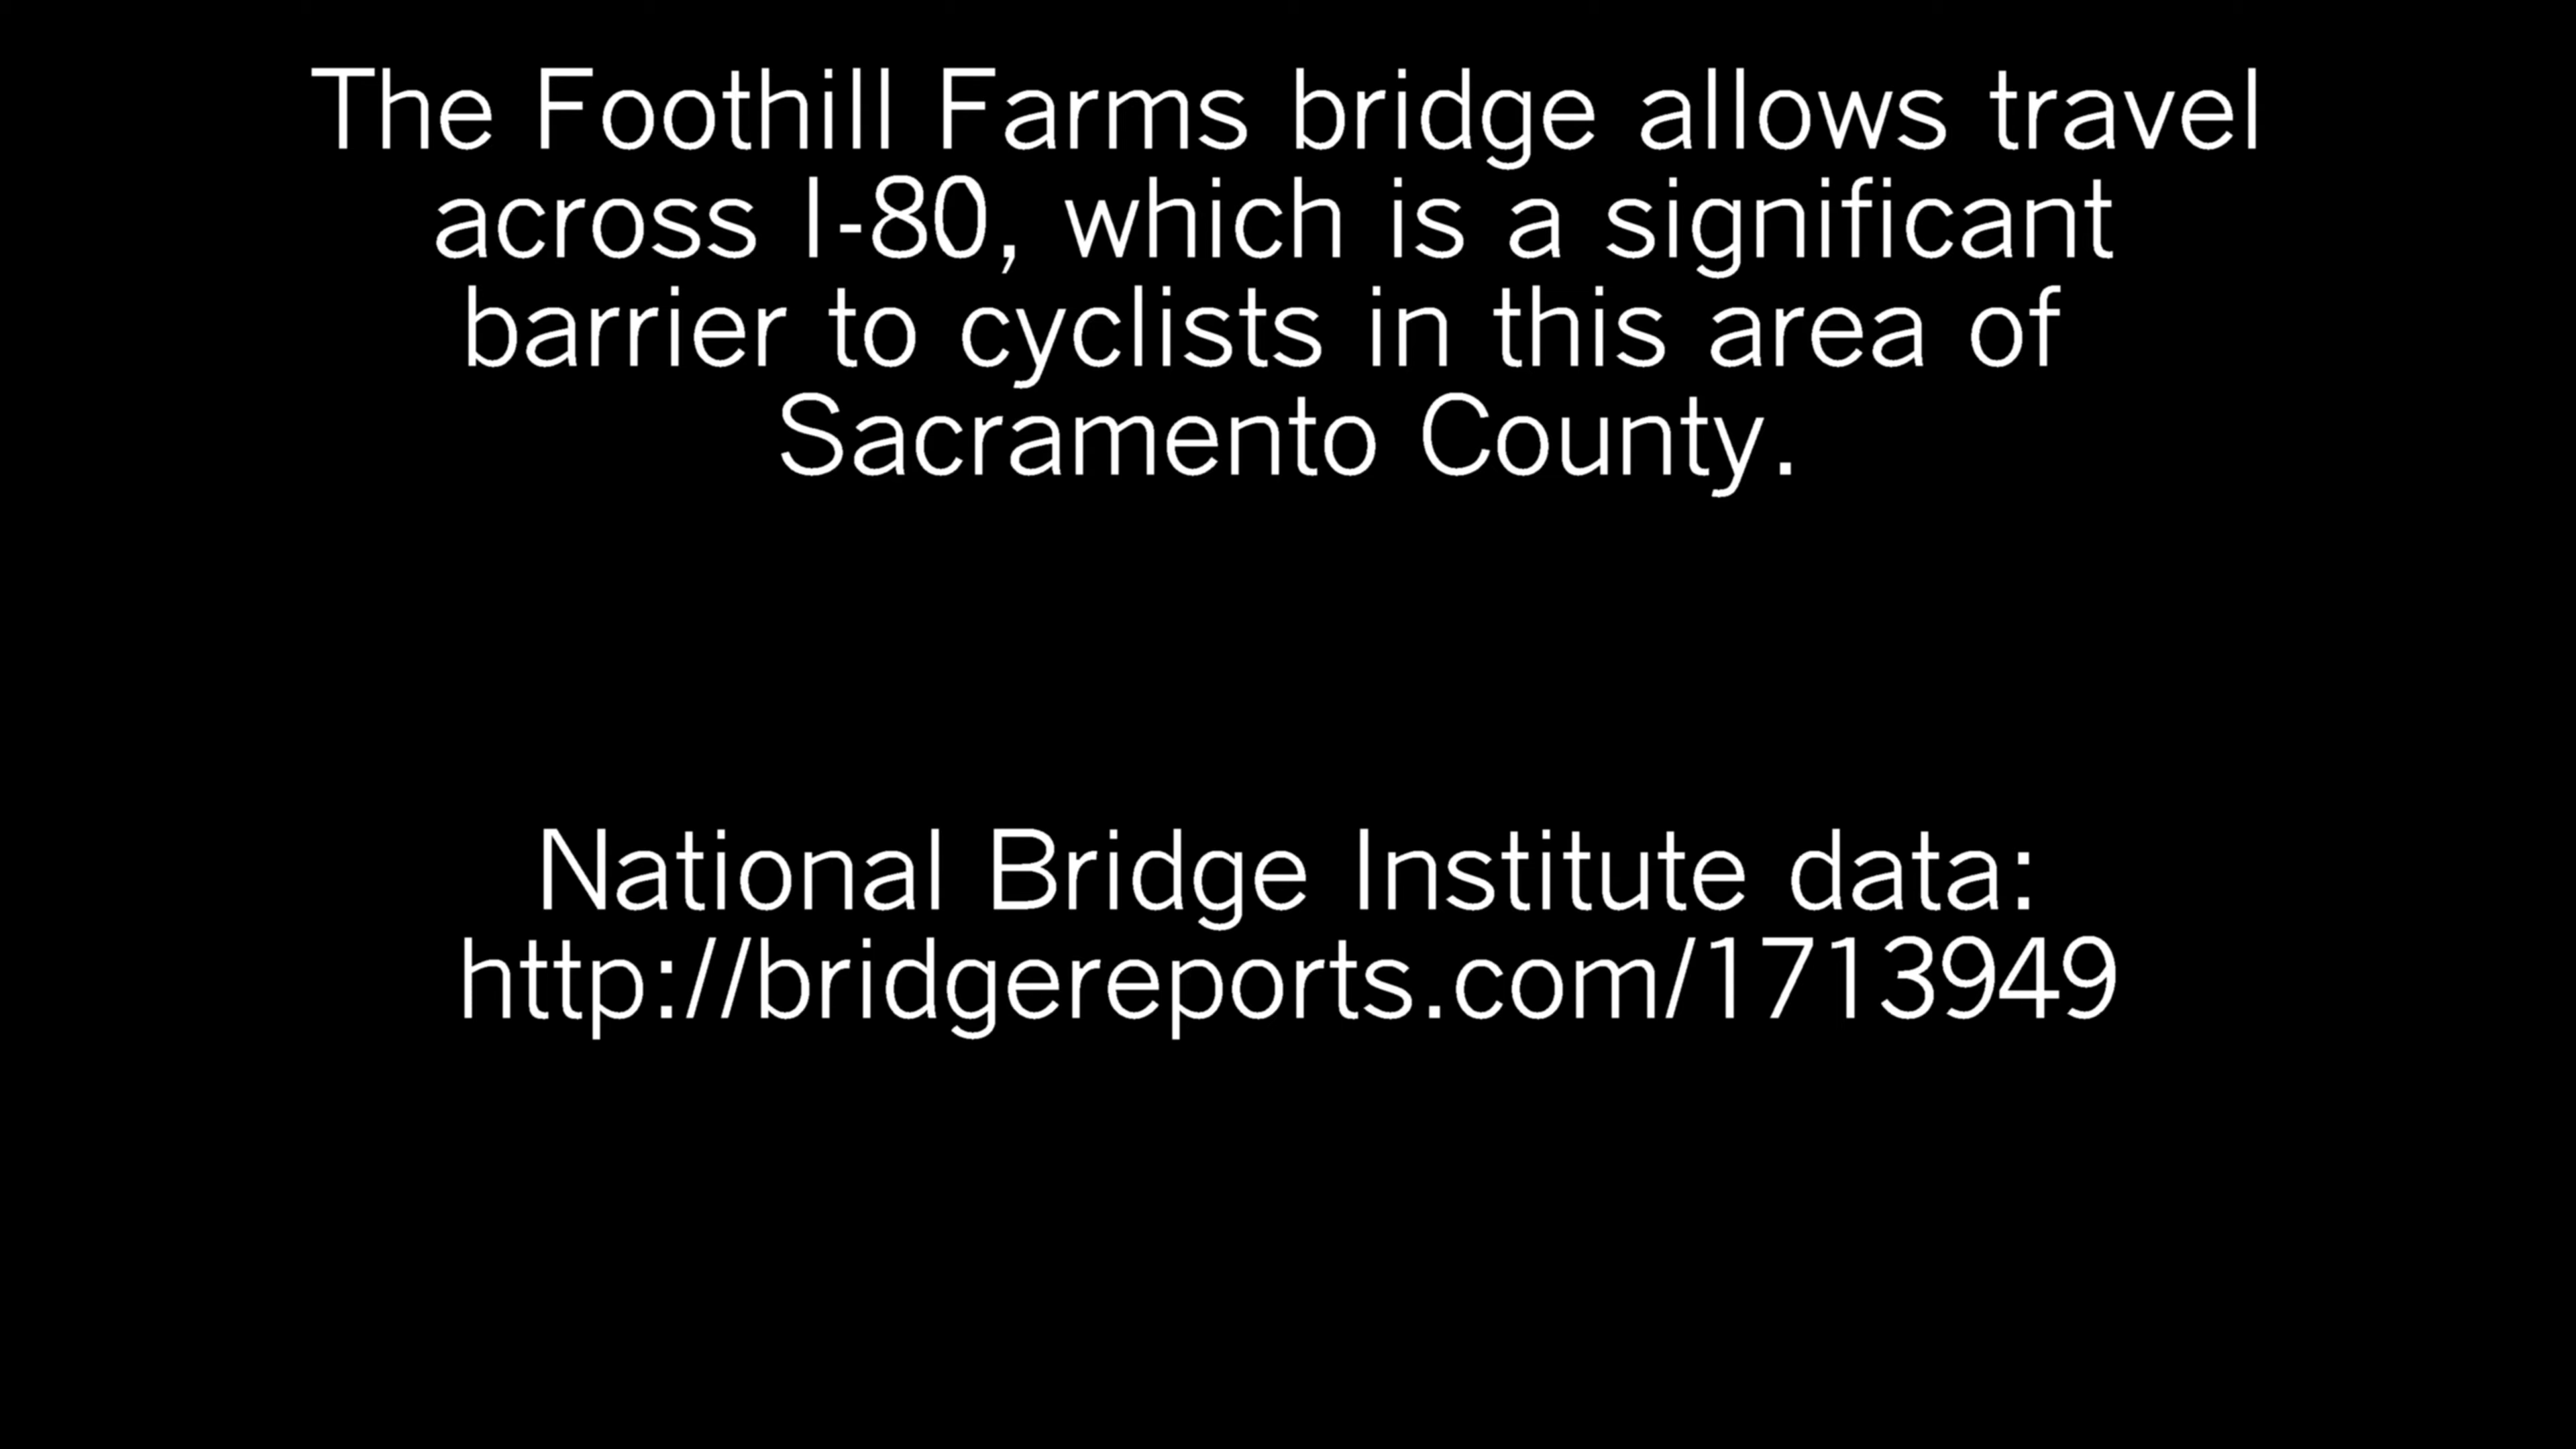 The Foothill Farms bridge allows travel
across I-80, which is a significant
barrier to cyclists in this area of
Sacramento County.
National Bridge Institute data:
http://bridgereports.com/1713949